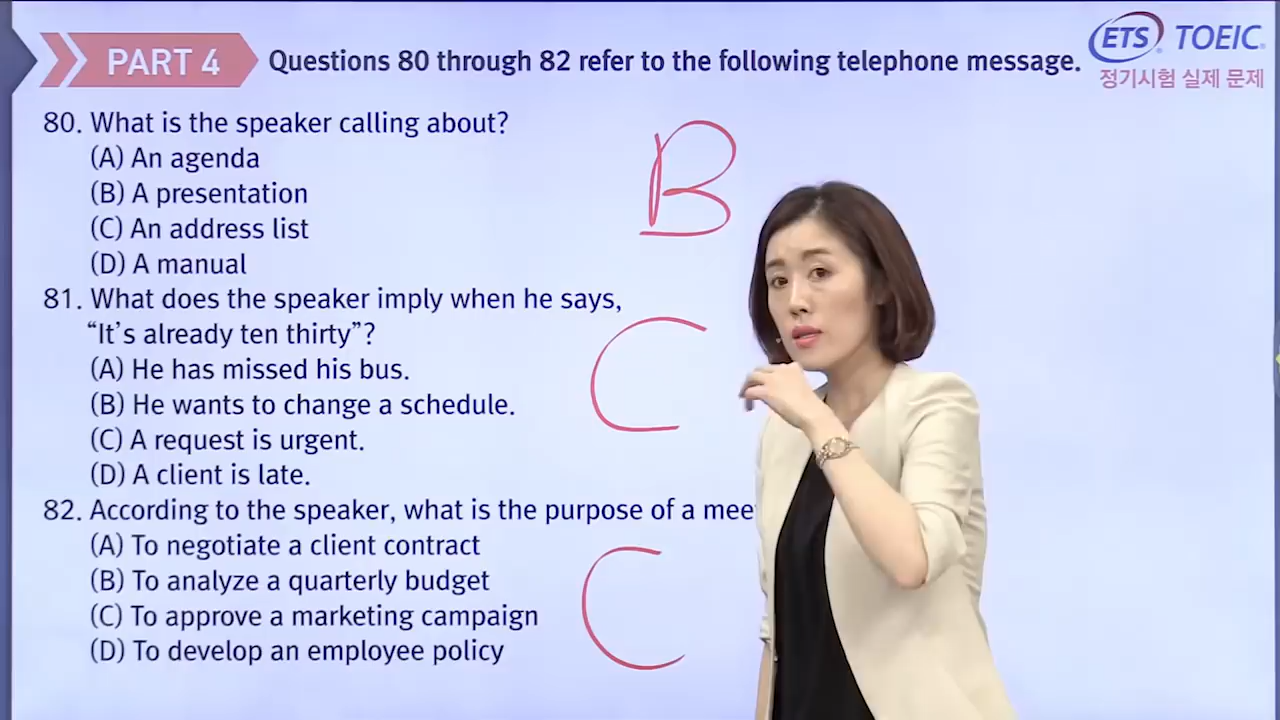 PART 4
Questions 80 through 82 refer to the following telephone message.
ETS TOEIC
정기시험 실제 문제
80. What is the speaker calling about?
(A) An agenda
(B) A presentation
(C) An address list
(D) A manual
B
81. What does the speaker imply when he says,
“It's already ten thirty”?
(A) He has missed his bus.
(B) He wants to change a schedule.
(C) A request is urgent.
(D) A client is late.
C
82. According to the speaker, what is the purpose of a
(A) To negotiate a client contract
(B) To analyze a quarterly budget
(C) To approve a marketing campaign
(D) To develop an employee policy
C